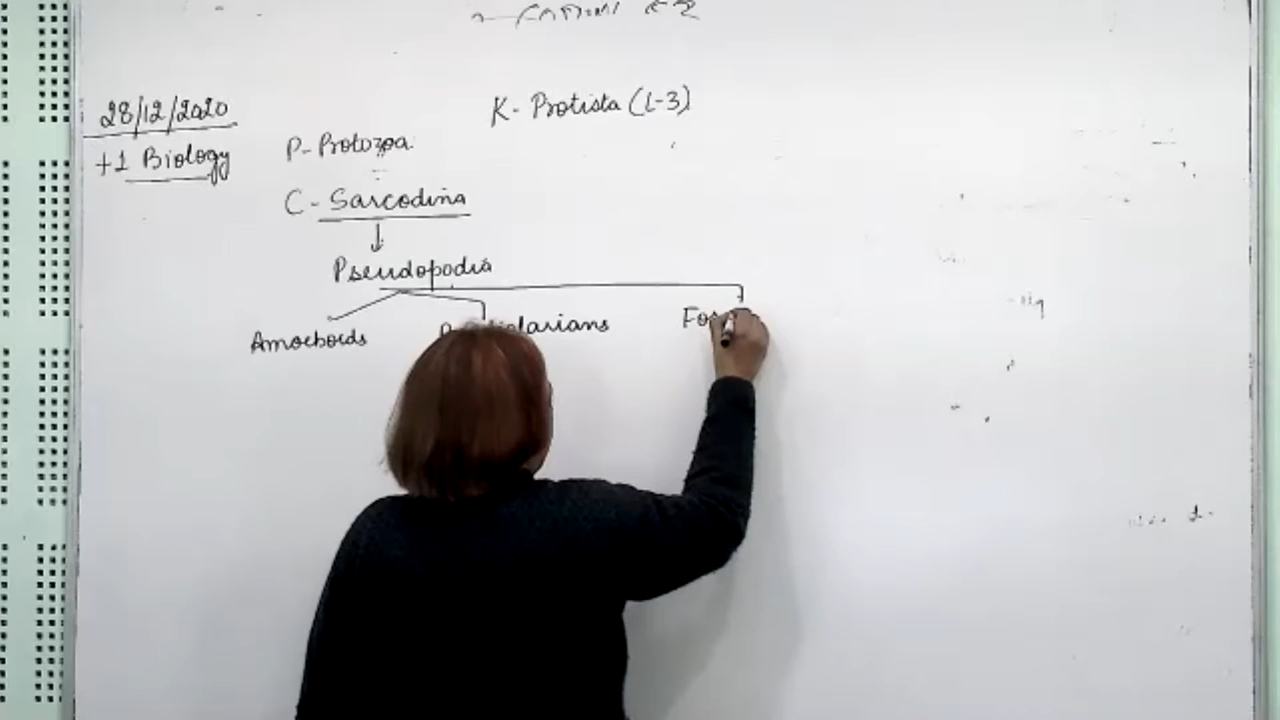 28/12/2020
+1 Biology
K- Protista (L-3)
P- Protozoa
C - Sarcodina
↓
Pseudopodia
Amoeboids